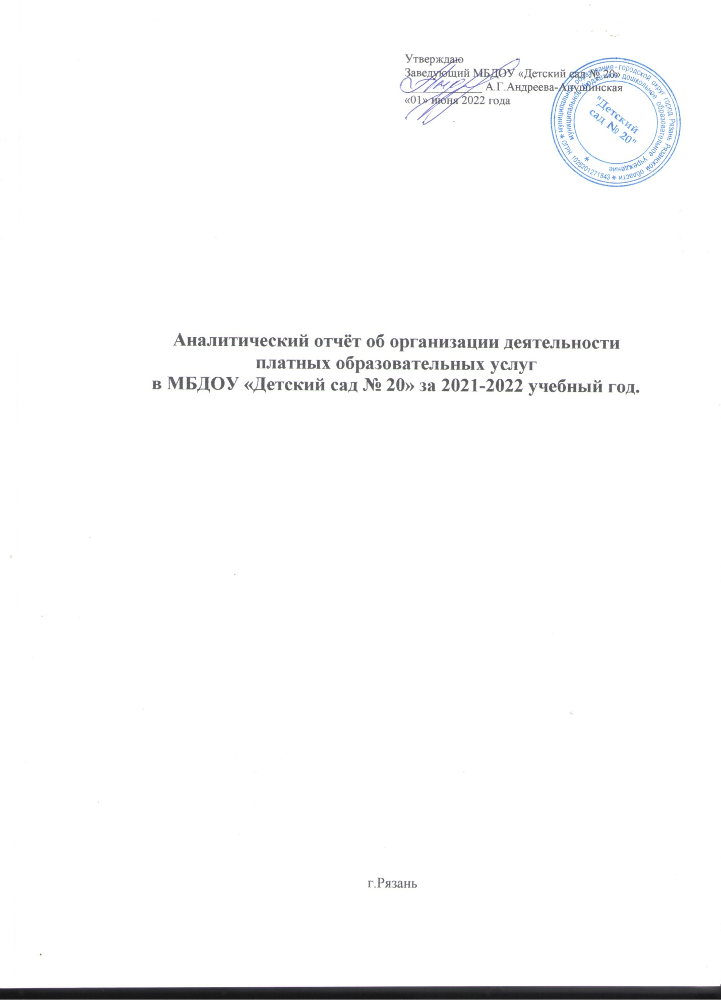 Утверждаю
Заведующий МБДОУ «Детский сад № 20»
_____________ А.Г.Андреева-Апушинская
«01» июня 2022 года
муниципальное образование - городской округ город Рязань Рязанской области * ОГРН 1026201271843 *
муниципальное бюджетное дошкольное образовательное учреждение *
"Детский
сад № 20"
Аналитический отчёт об организации деятельности
платных образовательных услуг
в МБДОУ «Детский сад № 20» за 2021-2022 учебный год.
г.Рязань